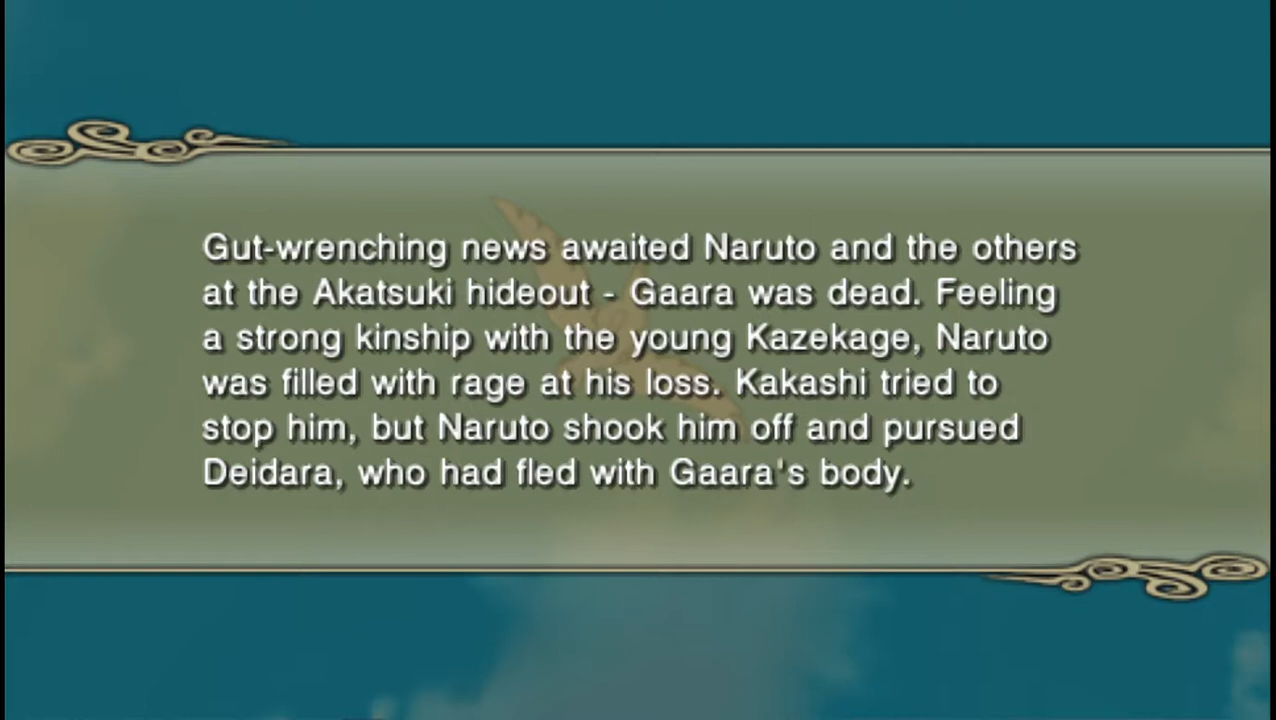 Gut-wrenching news awaited Naruto and the others
at the Akatsuki hideout - Gaara was dead. Feeling
a strong kinship with the young Kazekage, Naruto
was filled with rage at his loss. Kakashi tried to
stop him, but Naruto shook him off and pursued
Deidara, who had fled with Gaara's body.